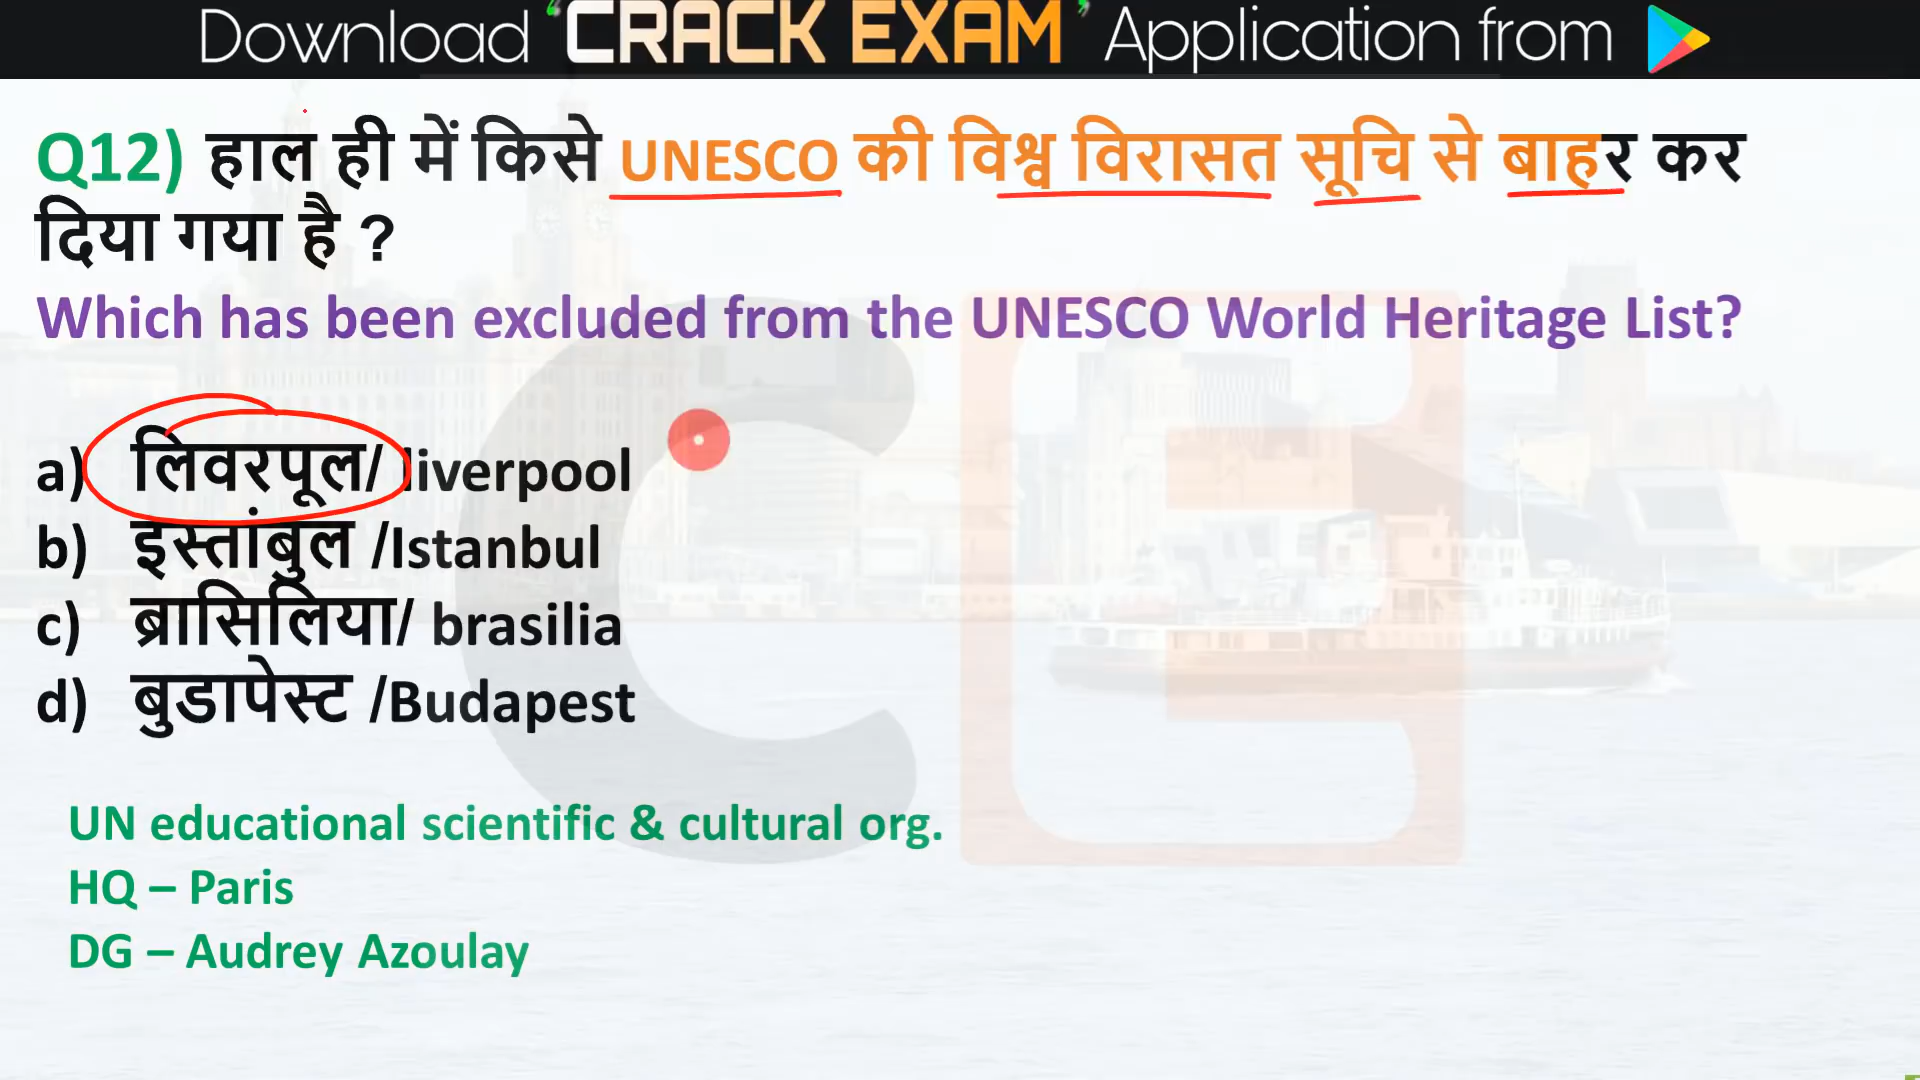 Download ‘CRACK EXAM’ Application from
Q12) हाल ही में किसे UNESCO की विश्व विरासत सूचि से बाहर कर
दिया गया है ?
Which has been excluded from the UNESCO World Heritage List?
a) लिवरपूल/ liverpool
b) इस्तांबुल /Istanbul
c) ब्रासिलिया/ brasilia
d) बुडापेस्ट /Budapest
UN educational scientific & cultural org.
HQ – Paris
DG – Audrey Azoulay